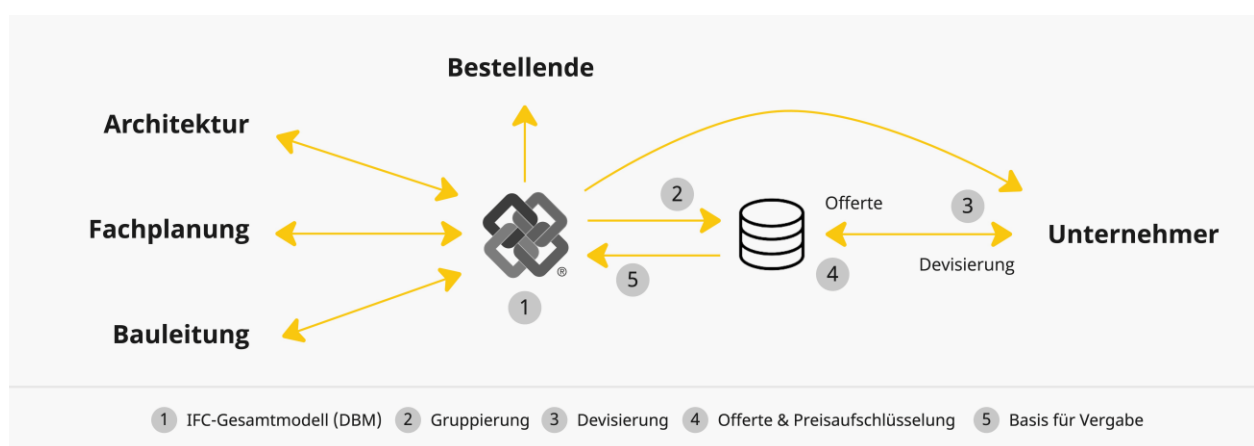 Bestellende
Architektur
Fachplanung
Bauleitung
®
1
2
5
Offerte
3
4
Devisierung
Unternehmer
1 IFC-Gesamtmodell (DBM) 2 Gruppierung 3 Devisierung 4 Offerte & Preisaufschlüsselung 5 Basis für Vergabe